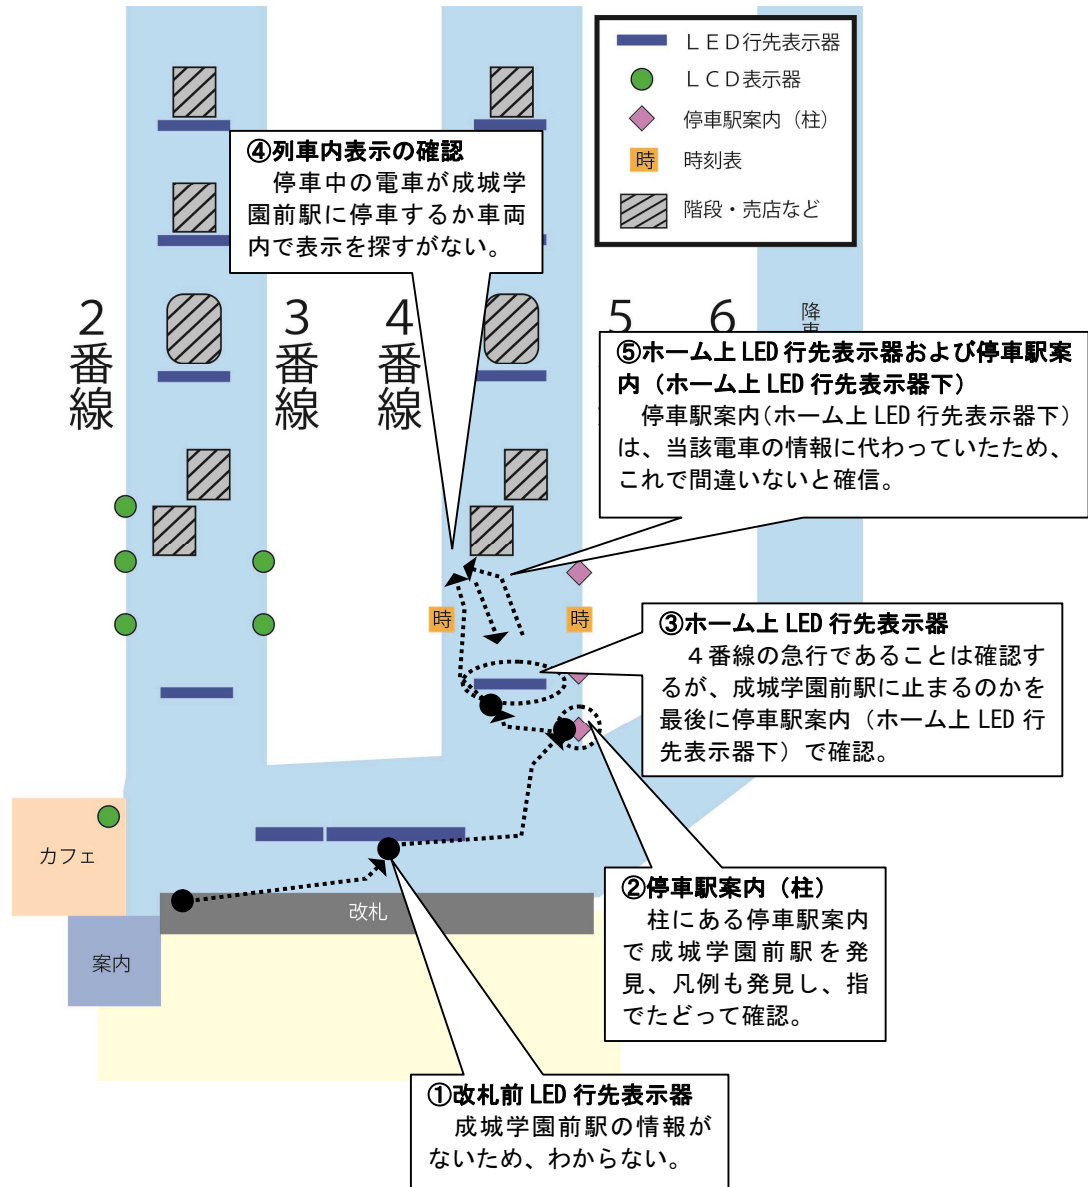 LED行先表示器
LCD表示器
停車駅案内（柱）
時
時刻表
階段・売店など
④列車内表示の確認
停車中の電車が成城学
園前駅に停車するか車両
内で表示を探すがない。
2番線
3番線
4番線
5
6
降車
⑤ホーム上 LED 行先表示器および停車駅案
内（ホーム上 LED 行先表示器下）
停車駅案内（ホーム上 LED 行先表示器下）
は、当該電車の情報に代わっていたため、
これで間違いないと確信。
時
時
③ホーム上 LED 行先表示器
４番線の急行であることは確認す
るが、成城学園前駅に止まるのかを
最後に停車駅案内（ホーム上 LED 行
先表示器下）で確認。
カフェ
改札
案内
②停車駅案内（柱）
柱にある停車駅案内
で成城学園前駅を発
見、凡例も発見し、指
でたどって確認。
①改札前 LED 行先表示器
成城学園前駅の情報が
ないため、わからない。